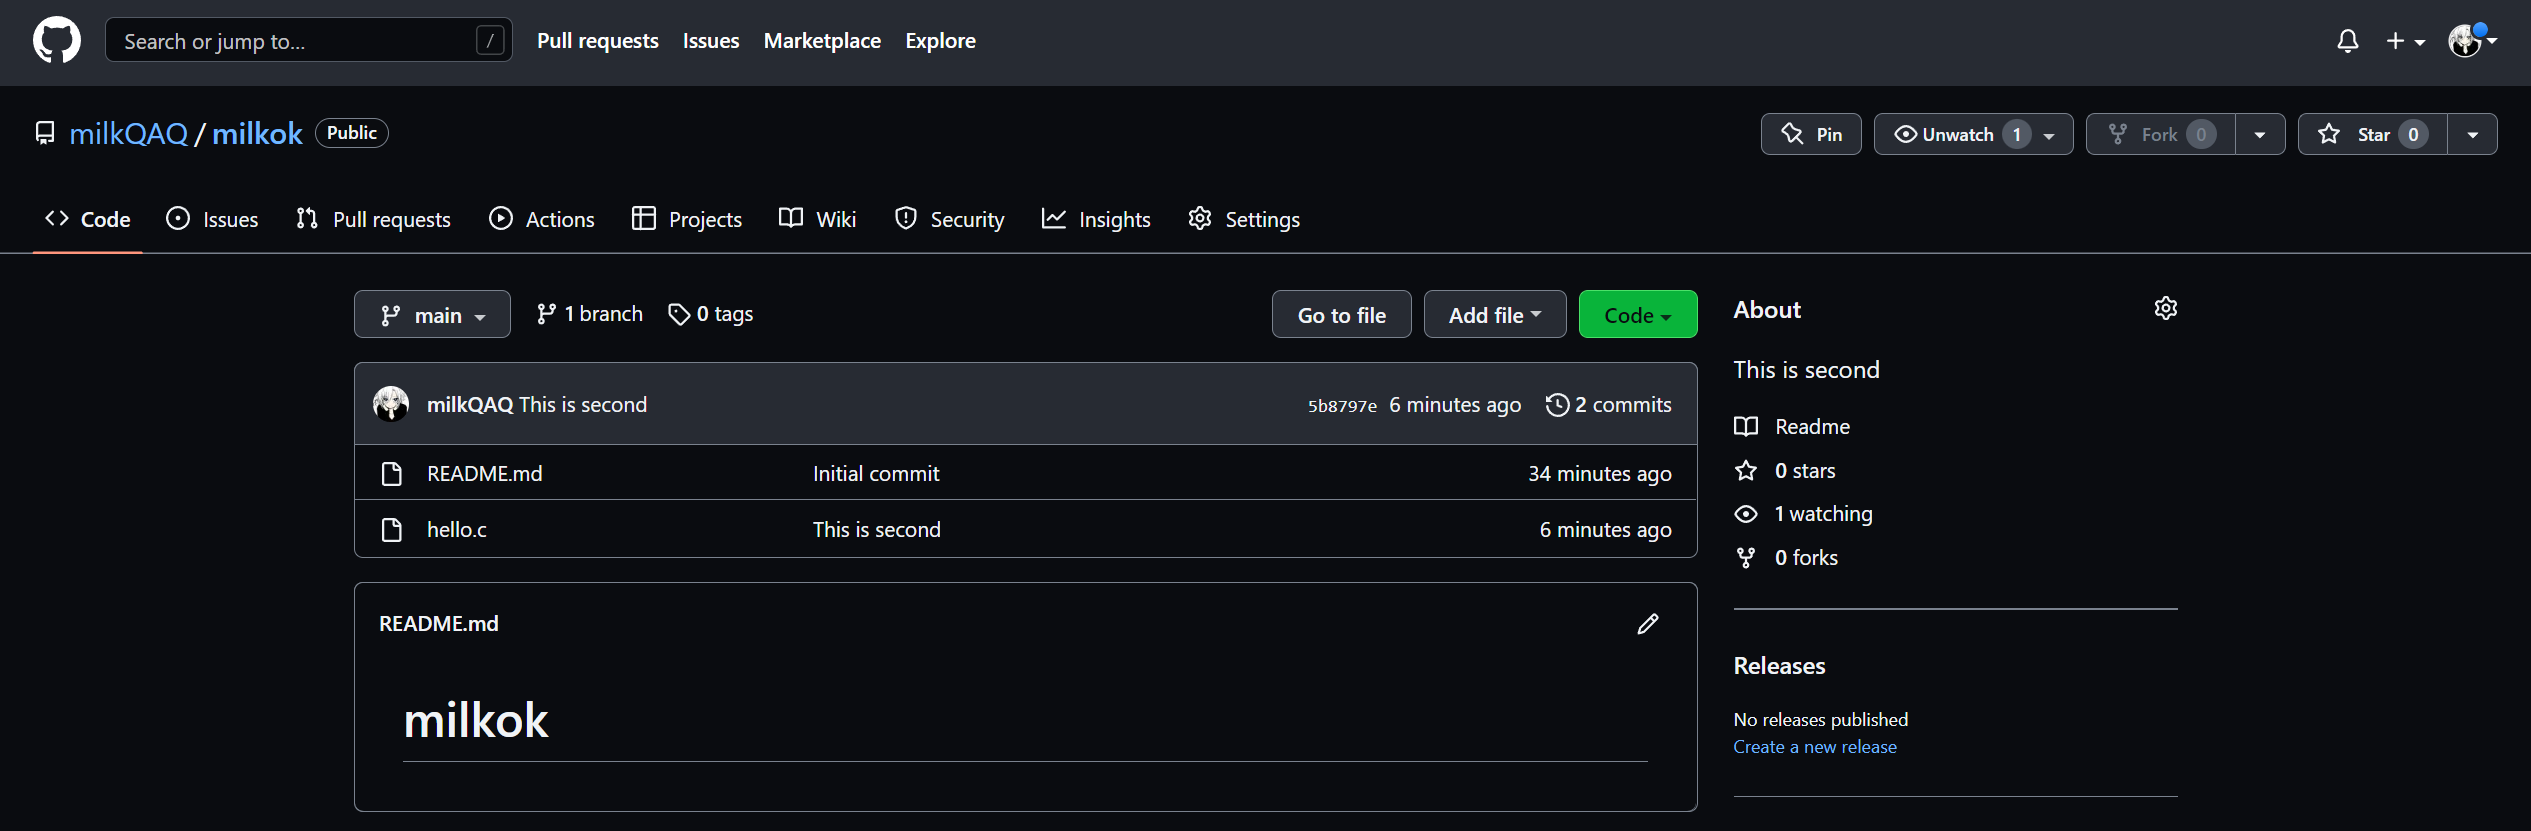 Search or jump to... / Pull requests Issues Marketplace Explore
milkQAQ / milkok Public Pin Unwatch 1 Fork 0 Star 0
Code Issues Pull requests Actions Projects Wiki Security Insights Settings
main 1 branch 0 tags Go to file Add file Code
milkQAQ This is second 5b8797e 6 minutes ago 2 commits
README.md Initial commit 34 minutes ago
hello.c This is second 6 minutes ago
README.md
milkok
About
This is second
Readme
0 stars
1 watching
0 forks
Releases
No releases published
Create a new release